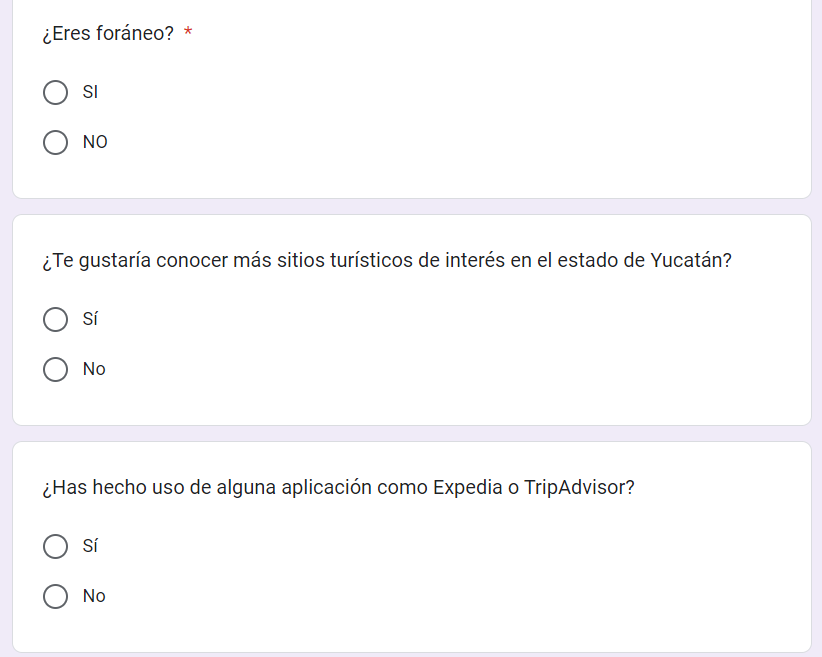 ¿Eres foráneo? *
SI
NO
¿Te gustaría conocer más sitios turísticos de interés en el estado de Yucatán?
Sí
No
¿Has hecho uso de alguna aplicación como Expedia o TripAdvisor?
Sí
No